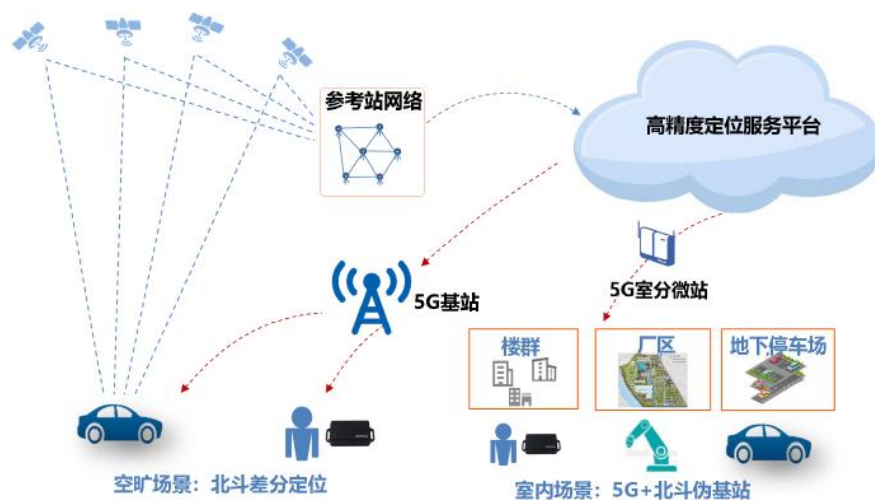 参考站网络
高精度定位服务平台
5G基站
5G室分微站
楼群
厂区
地下停车场
空旷场景：北斗差分定位
室内场景：5G+北斗伪基站